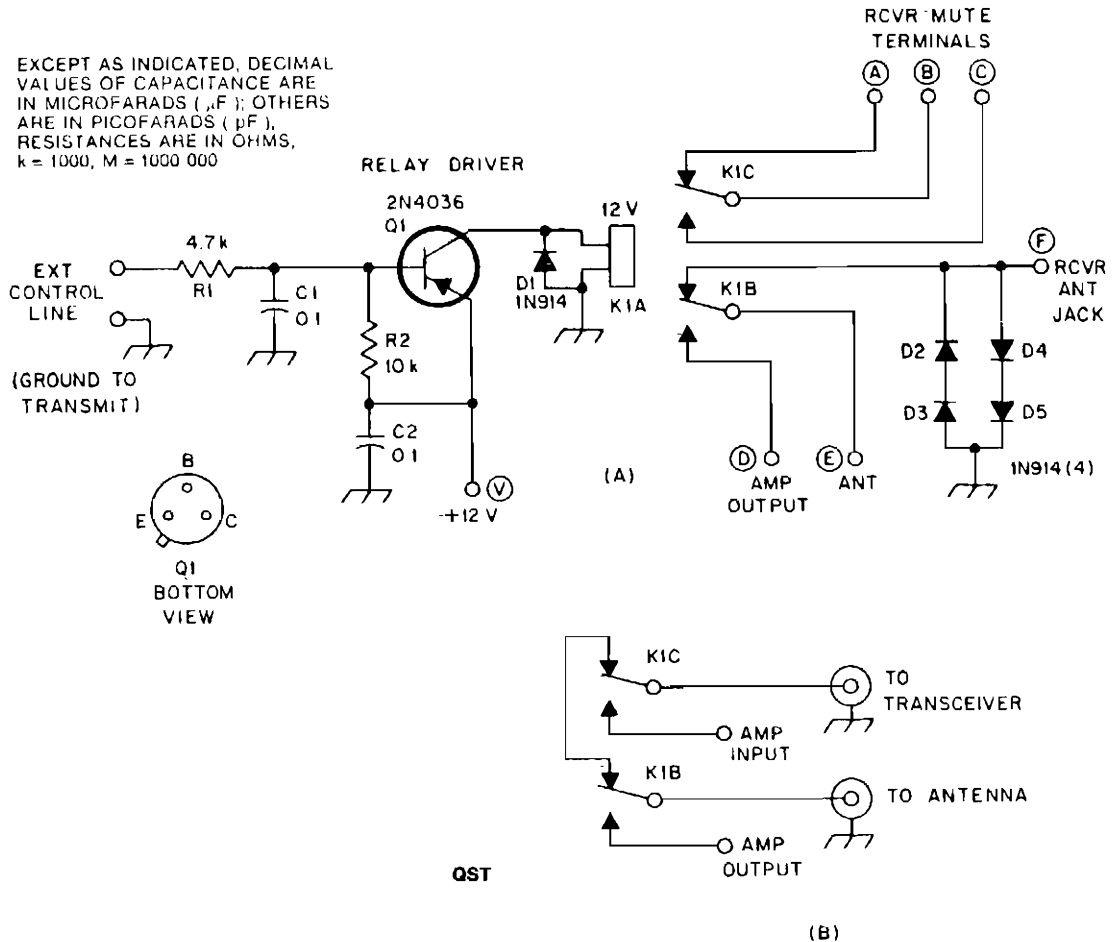 RCVR MUTE
TERMINALS
A B C
EXCEPT AS INDICATED, DECIMAL
VALUES OF CAPACITANCE ARE
IN MICROFARADS ( µF ); OTHERS
ARE IN PICOFARADS ( pF ),
RESISTANCES ARE IN OHMS,
k = 1000, M = 1000 000
RELAY DRIVER
2N4036
Q1
4.7k
R1
EXT
CONTROL
LINE
(GROUND TO
TRANSMIT)
C1
0.1
R2
10k
C2
0.1
V
+12 V
D1
1N914
12 V
K1A
K1C
K1B
F
RCVR
ANT
JACK
D2
D4
D3
D5
1N914(4)
D
AMP
OUTPUT
E
ANT
(A)
B
E
C
Q1
BOTTOM
VIEW
K1C
TO
TRANSCEIVER
AMP
INPUT
K1B
TO ANTENNA
AMP
OUTPUT
QST
(B)